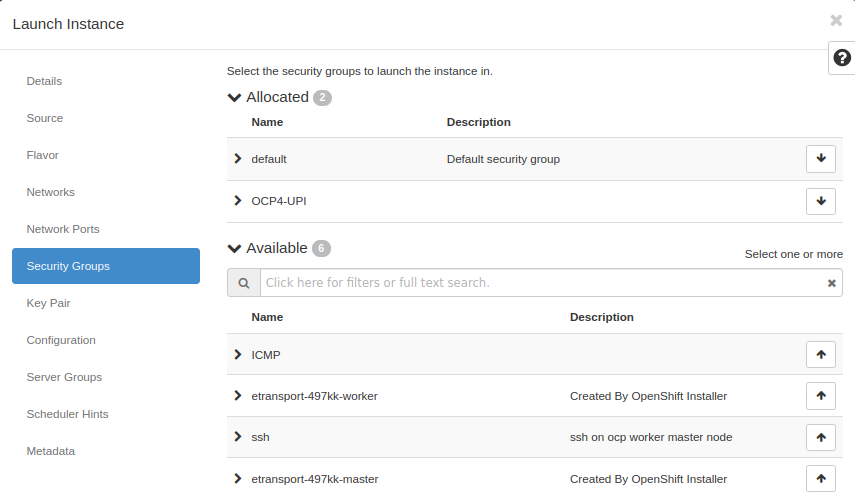 Launch Instance
Details
Source
Flavor
Networks
Network Ports
Security Groups
Key Pair
Configuration
Server Groups
Scheduler Hints
Metadata
Select the security groups to launch the instance in.
Allocated 2
Name Description
default Default security group
OCP4-UPI
Available 6
Select one or more
Click here for filters or full text search.
Name Description
ICMP
etransport-497kk-worker Created By OpenShift Installer
ssh ssh on ocp worker master node
etransport-497kk-master Created By OpenShift Installer